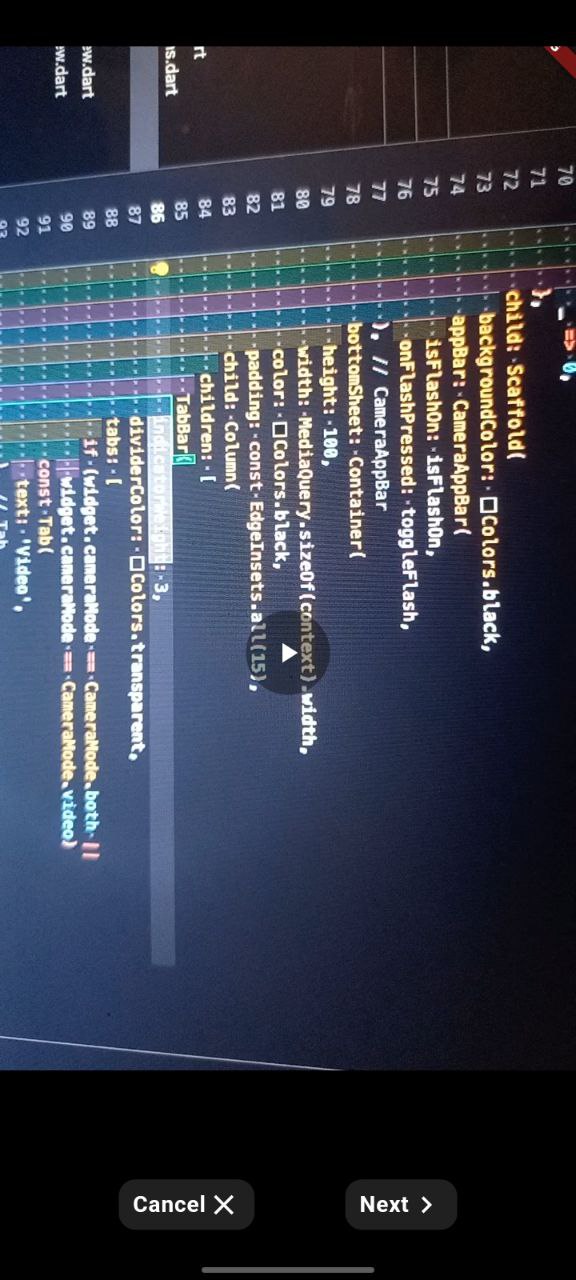 rt
s.dart
ew.dart
ew.dart
70 _ => 0,
71 },
72 child: Scaffold(
73 backgroundColor: Colors.black,
74 appBar: CameraAppBar(
75 isFlashOn: isFlashOn,
76 onFlashPressed: toggleFlash,
77 ), // CameraAppBar
78 bottomSheet: Container(
79 height: 100,
80 width: MediaQuery.sizeOf(context).width,
81 color: Colors.black,
82 padding: const EdgeInsets.all(15),
83 child: Column(
84 children: [
85 TabBar(
86 indicatorWeight: 3,
87 dividerColor: Colors.transparent,
88 tabs: [
89 if (widget.cameraMode == CameraMode.both ||
90 widget.cameraMode == CameraMode.video)
91 const Tab(
92 text: 'Video',
93 ) // Tab
Cancel
Next